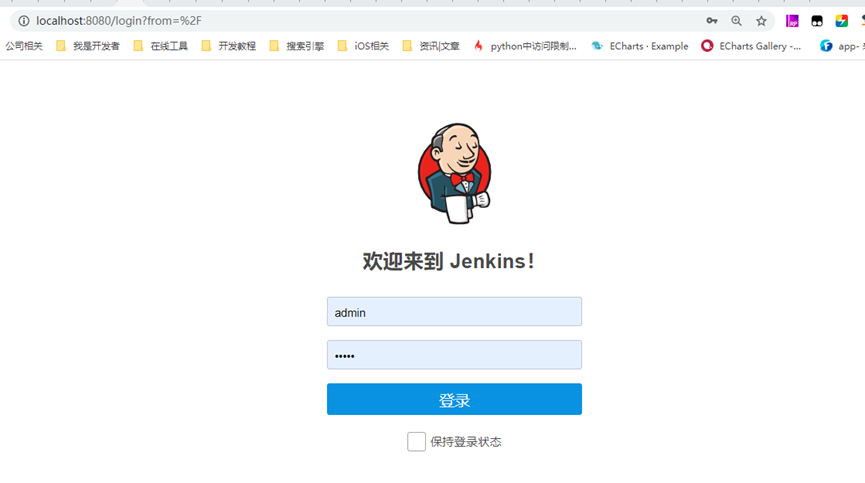 localhost:8080/login?from=%2F
公司相关 我是开发者 在线工具 开发教程 搜索引擎 iOS相关 资讯|文章 python中访问限制... ECharts · Example ECharts Gallery -... app-
欢迎来到 Jenkins!
admin
•••••
登录
保持登录状态